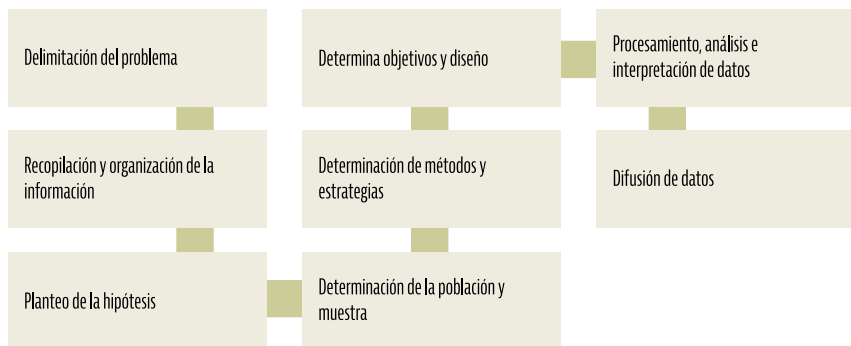 Delimitación del problema
Recopilación y organización de la
información
Planteo de la hipótesis
Determinación de la población y
muestra
Determinación de métodos y
estrategias
Determina objetivos y diseño
Procesamiento, análisis e
interpretación de datos
Difusión de datos